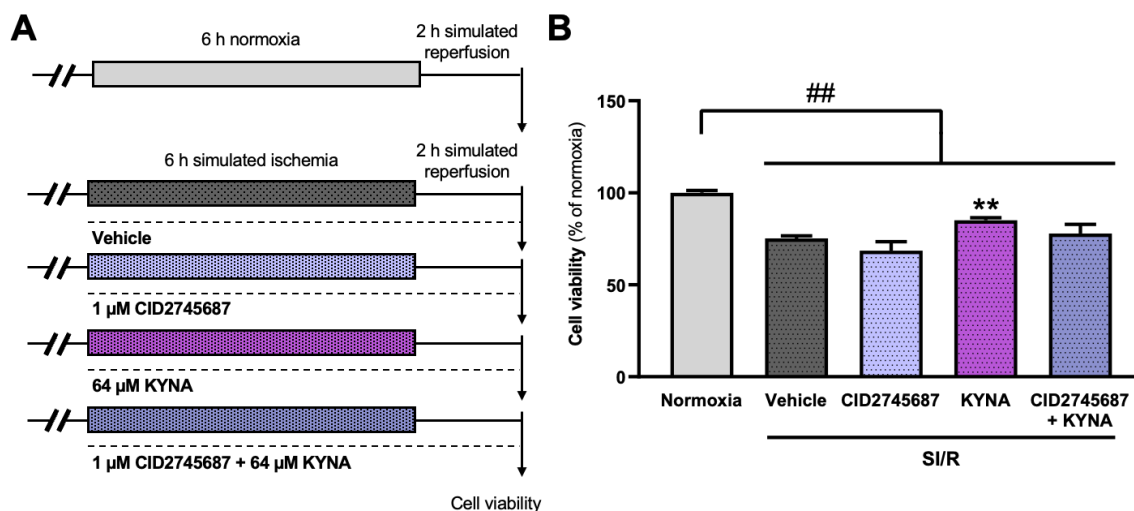 A
6 h normoxia
2 h simulated
reperfusion
6 h simulated ischemia
2 h simulated
reperfusion
Vehicle
1 µM CID2745687
64 µM KYNA
1 µM CID2745687 + 64 µM KYNA
Cell viability
B
Cell viability (% of normoxia)
150
100
50
0
##
**
Normoxia
Vehicle
CID2745687
KYNA
CID2745687
+ KYNA
SI/R